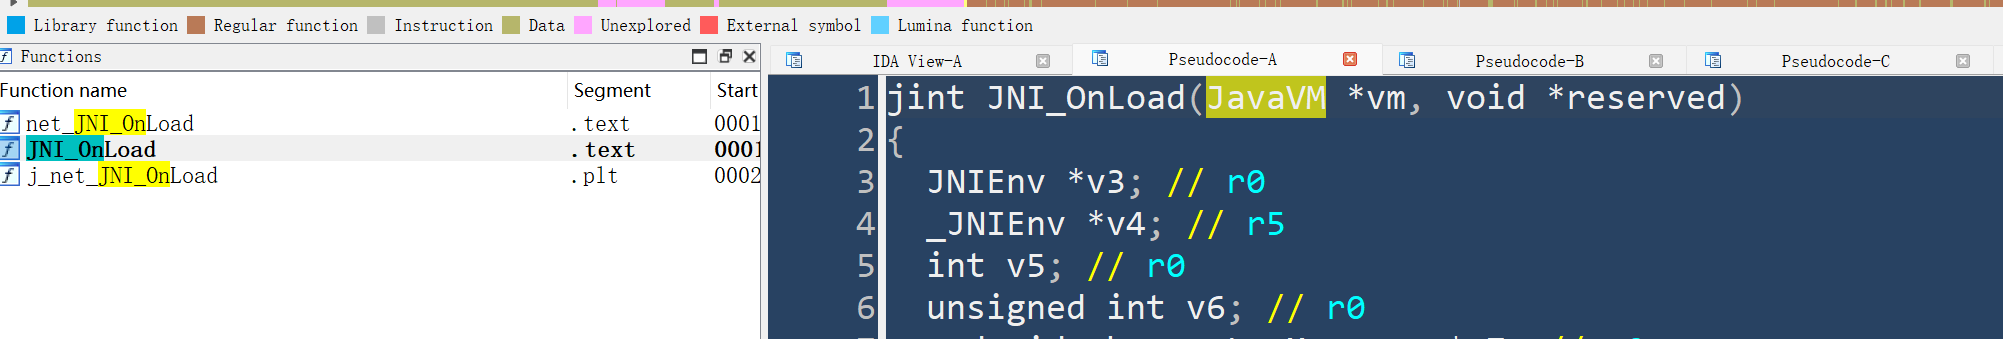 Library function Regular function Instruction Data Unexplored External symbol Lumina function
Functions
Function name Segment Start
f net_JNI_OnLoad .text 0001
f JNI_OnLoad .text 0001
f j_net_JNI_OnLoad .plt 0002
IDA View-A Pseudocode-A Pseudocode-B Pseudocode-C
1 jint JNI_OnLoad(JavaVM *vm, void *reserved)
2 {
3 JNIEnv *v3; // r0
4 _JNIEnv *v4; // r5
5 int v5; // r0
6 unsigned int v6; // r0